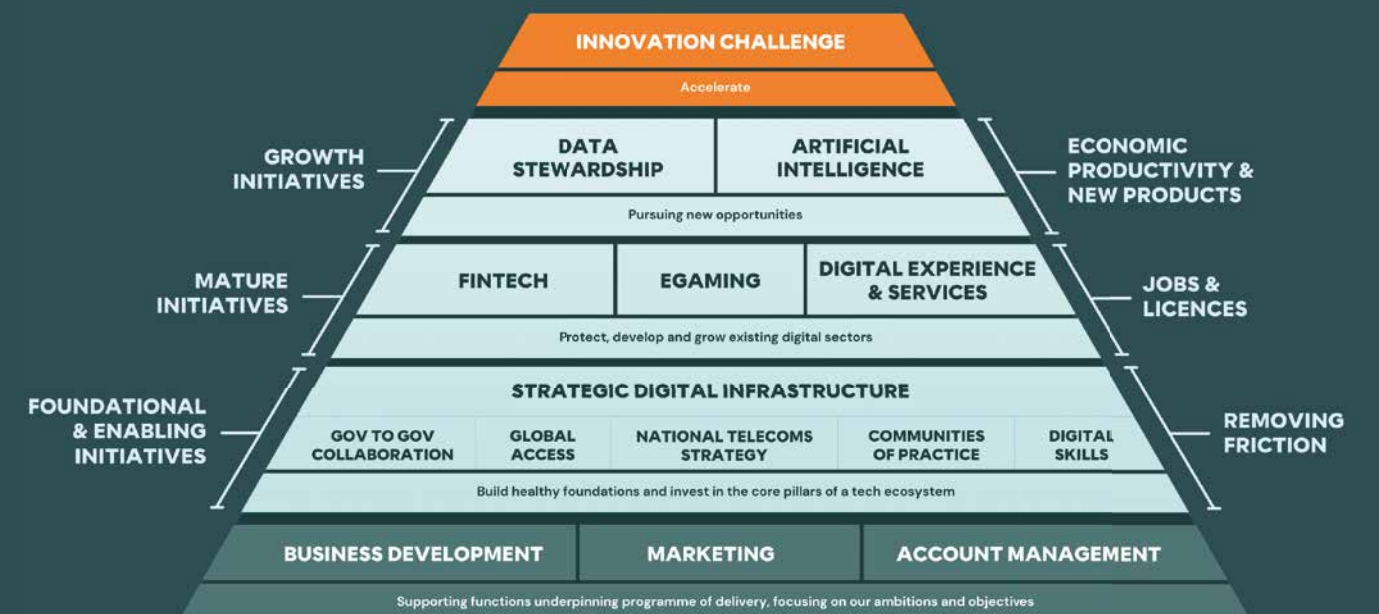 INNOVATION CHALLENGE
Accelerate
GROWTH
INITIATIVES
DATA
STEWARDSHIP
ARTIFICIAL
INTELLIGENCE
ECONOMIC
PRODUCTIVITY &
NEW PRODUCTS
Pursuing new opportunities
MATURE
INITIATIVES
FINTECH
EGAMING
DIGITAL EXPERIENCE
& SERVICES
JOBS &
LICENCES
Protect, develop and grow existing digital sectors
FOUNDATIONAL
& ENABLING
INITIATIVES
STRATEGIC DIGITAL INFRASTRUCTURE
GOV TO GOV
COLLABORATION
GLOBAL
ACCESS
NATIONAL TELECOMS
STRATEGY
COMMUNITIES
OF PRACTICE
DIGITAL
SKILLS
REMOVING
FRICTION
Build healthy foundations and invest in the core pillars of a tech ecosystem
BUSINESS DEVELOPMENT
MARKETING
ACCOUNT MANAGEMENT
Supporting functions underpinning programme of delivery, focusing on our ambitions and objectives